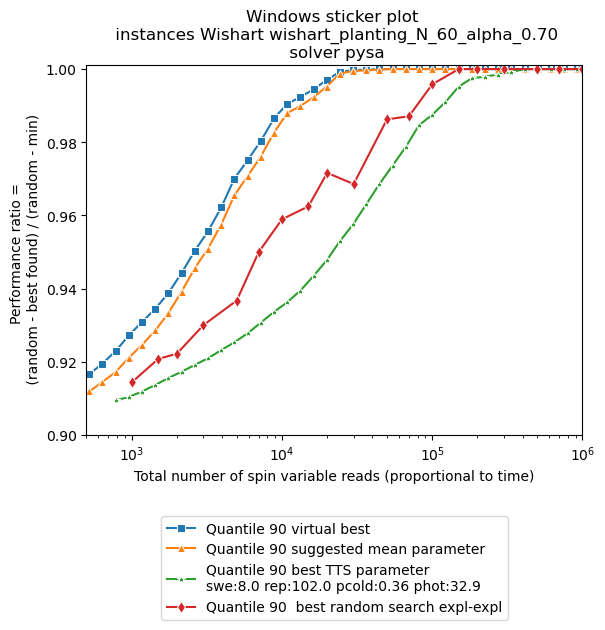 Windows sticker plot
instances Wishart wishart_planting_N_60_alpha_0.70
solver pysa
Performance ratio =
(random - best found) / (random - min)
1.00
0.98
0.96
0.94
0.92
0.90
10³ 10⁴ 10⁵ 10⁶
Total number of spin variable reads (proportional to time)
Quantile 90 virtual best
Quantile 90 suggested mean parameter
Quantile 90 best TTS parameter
swe:8.0 rep:102.0 pcold:0.36 phot:32.9
Quantile 90  best random search expl-expl